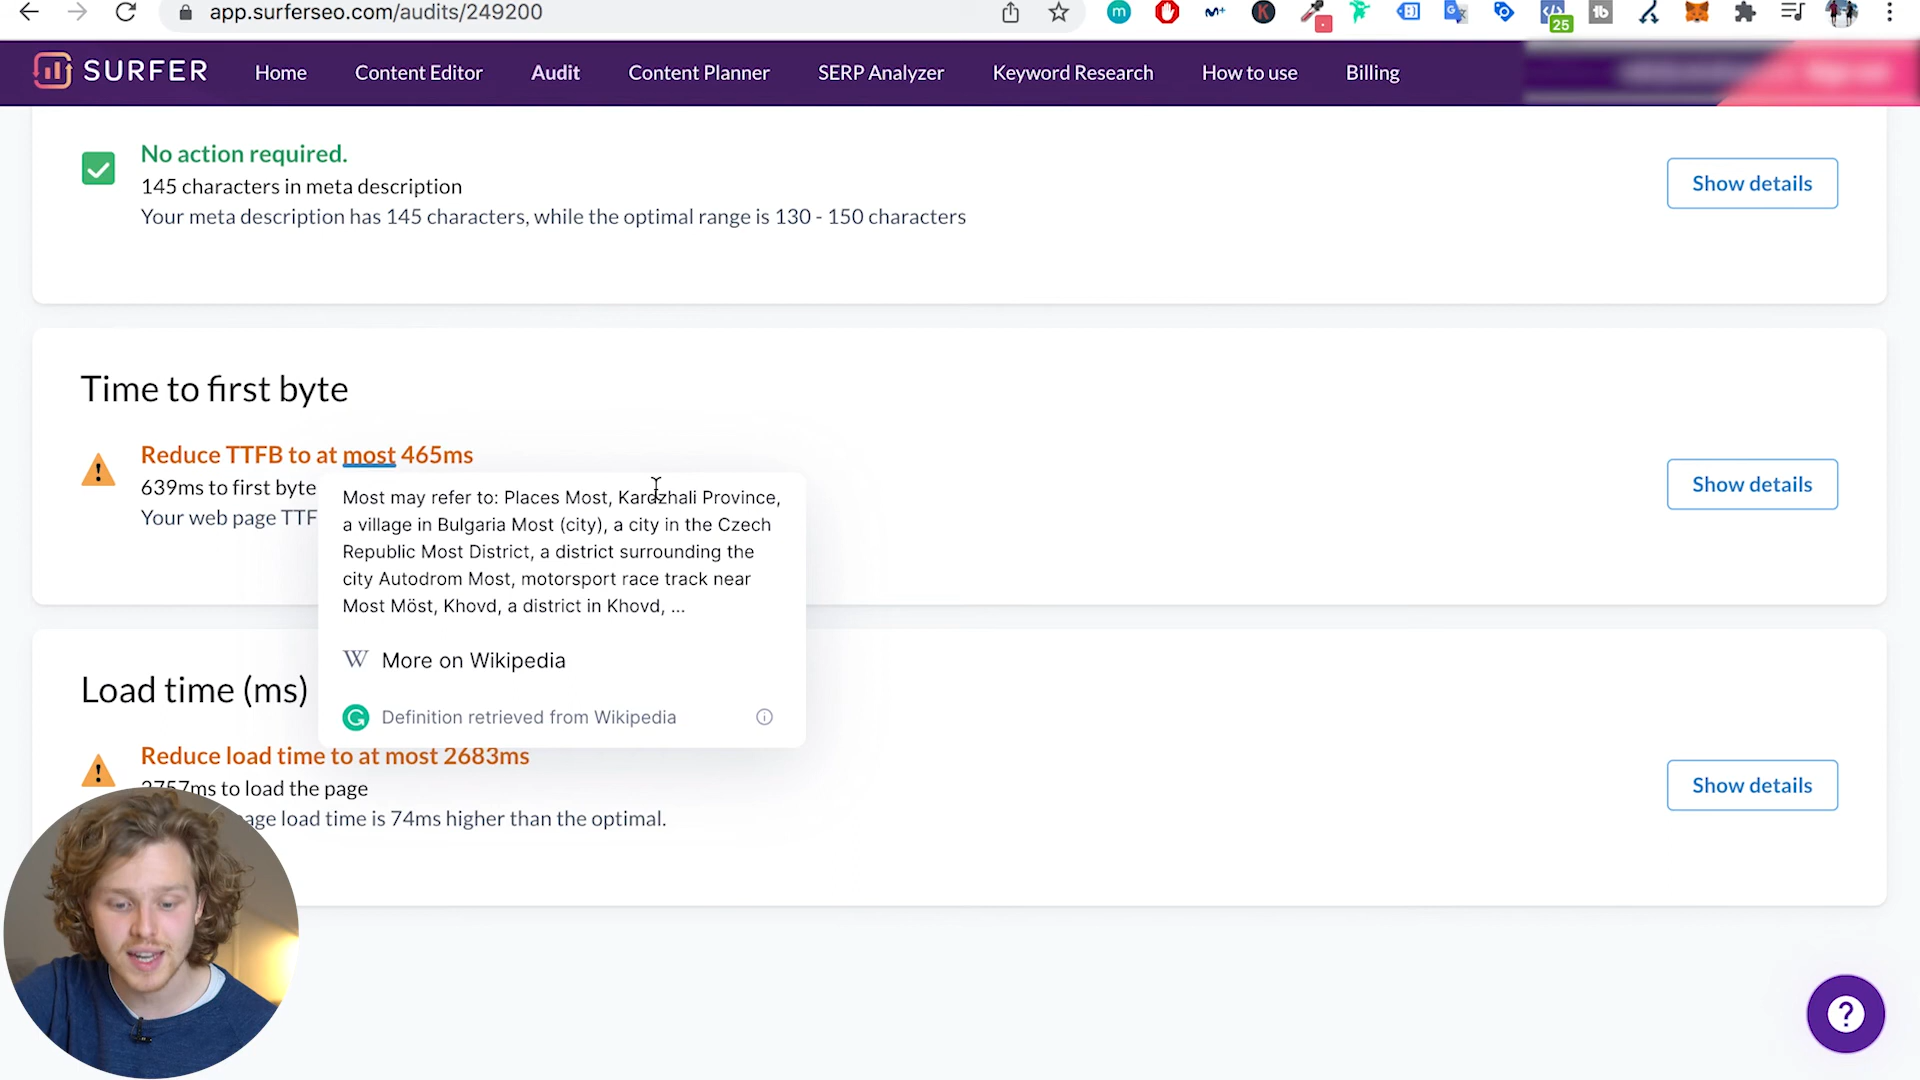 app.surferseo.com/audits/249200
m
M+
K
25
SURFER
Home
Content Editor
Audit
Content Planner
SERP Analyzer
Keyword Research
How to use
Billing
No action required.
145 characters in meta description
Your meta description has 145 characters, while the optimal range is 130 - 150 characters
Show details
Time to first byte
Reduce TTFB to at most 465ms
639ms to first byte
Your web page TTF
Show details
Most may refer to: Places Most, Kardzhali Province,
a village in Bulgaria Most (city), a city in the Czech
Republic Most District, a district surrounding the
city Autodrom Most, motorsport race track near
Most Möst, Khovd, a district in Khovd, ...
W More on Wikipedia
Definition retrieved from Wikipedia
Load time (ms)
Reduce load time to at most 2683ms
2757ms to load the page
age load time is 74ms higher than the optimal.
Show details
?